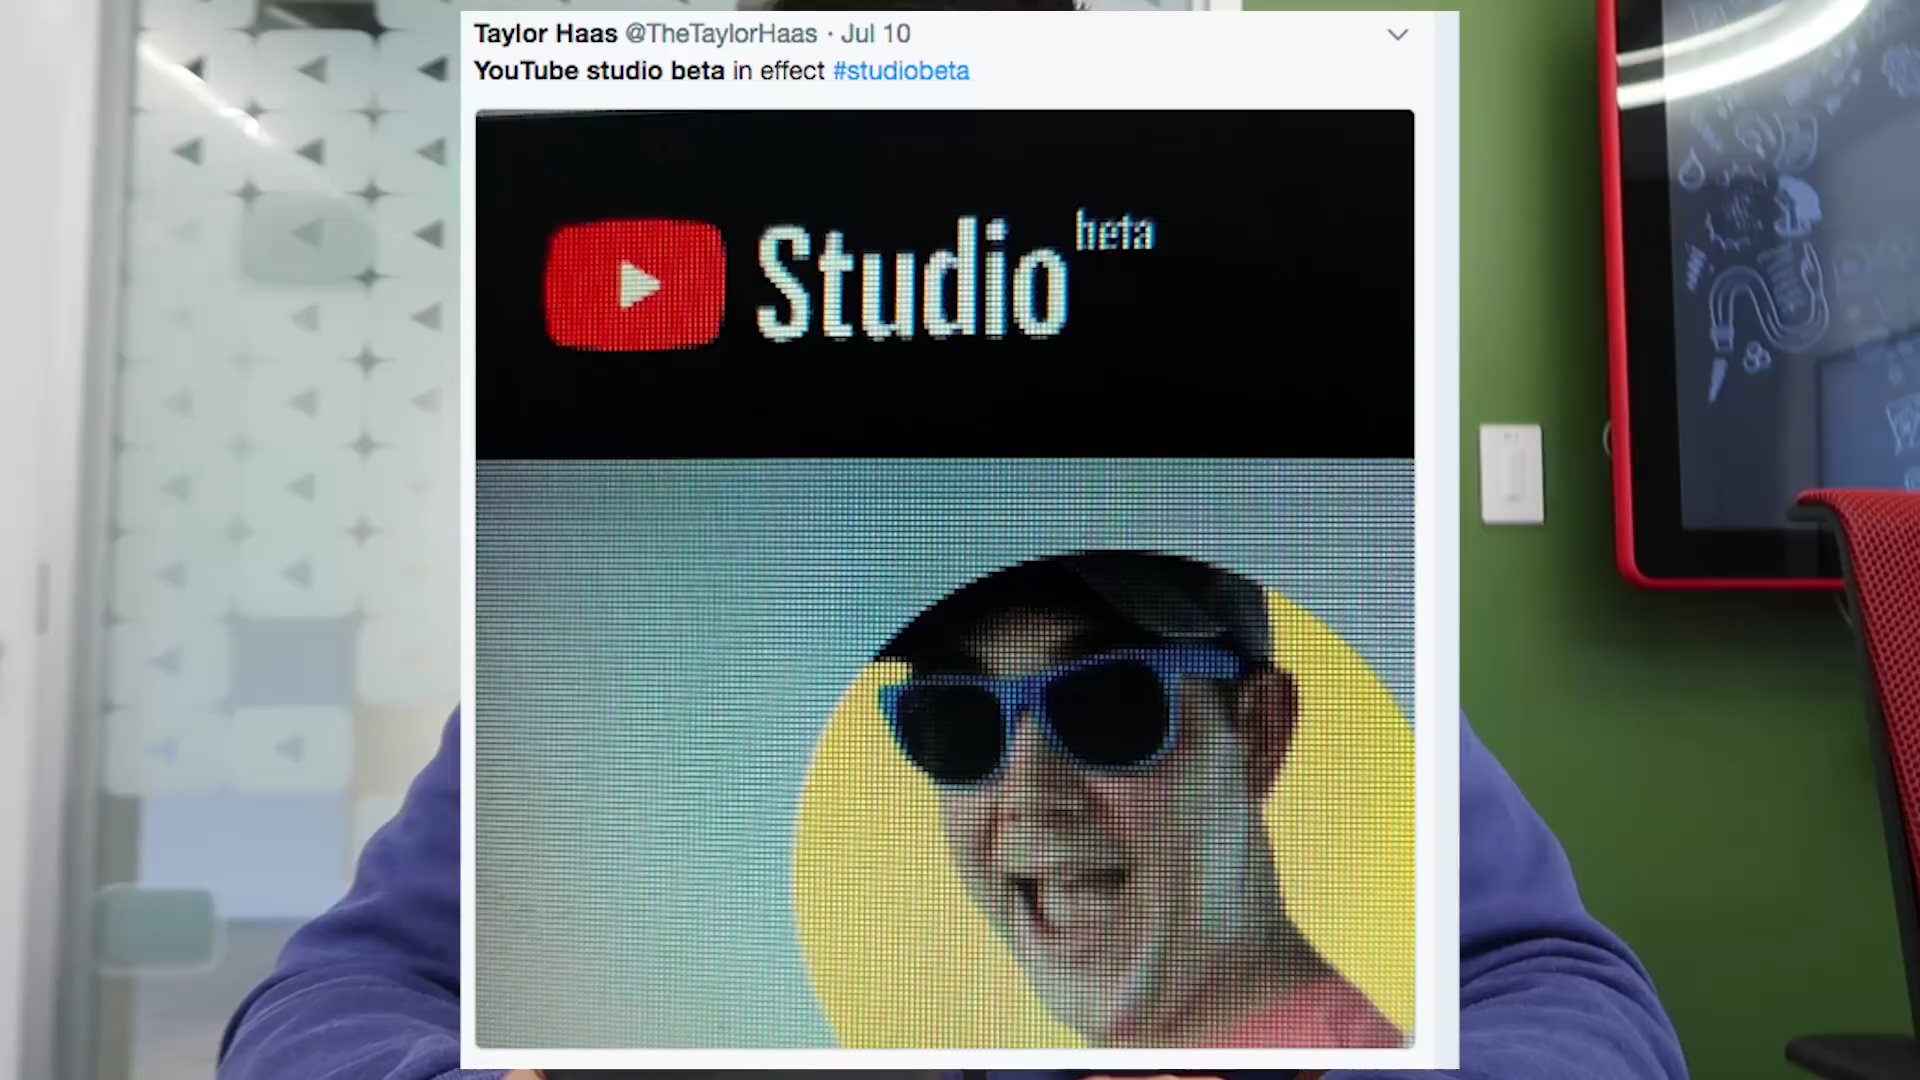 Taylor Haas @TheTaylorHaas · Jul 10
YouTube studio beta in effect #studiobeta
Studio beta